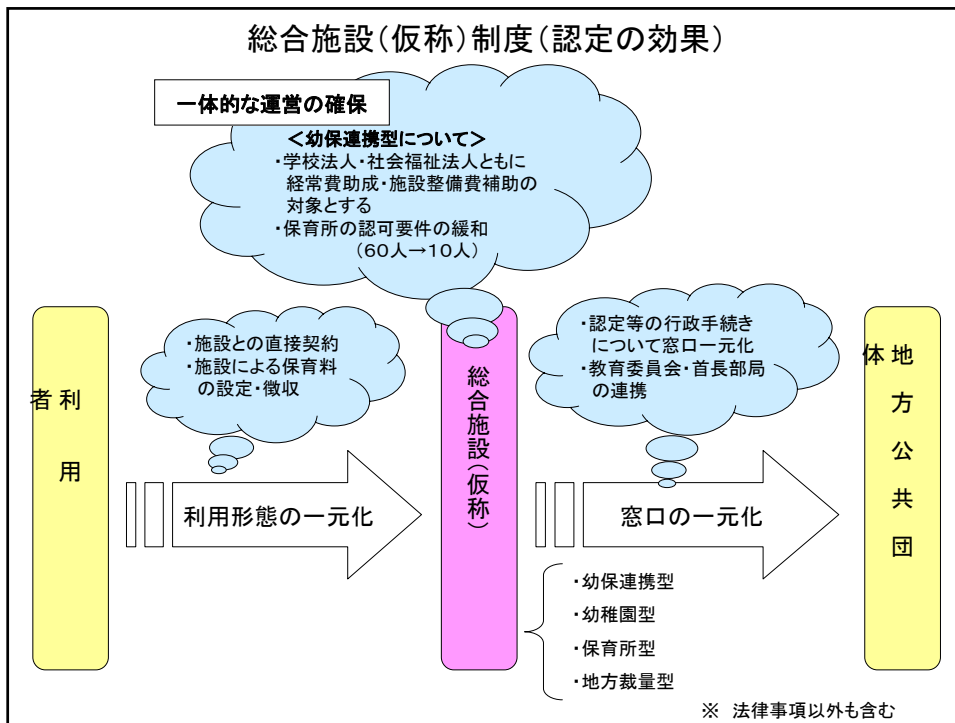 総合施設(仮称)制度(認定の効果)
一体的な運営の確保
＜幼保連携型について＞
・学校法人・社会福祉法人ともに
経常費助成・施設整備費補助の
対象とする
・保育所の認可要件の緩和
(60人→10人)
・施設との直接契約
・施設による保育料
の設定・徴収
・認定等の行政手続き
について窓口一元化
・教育委員会・首長部局
の連携
利用者
利用形態の一元化
総合施設(仮称)
窓口の一元化
地方公共団体
・幼保連携型
・幼稚園型
・保育所型
・地方裁量型
※ 法律事項以外も含む